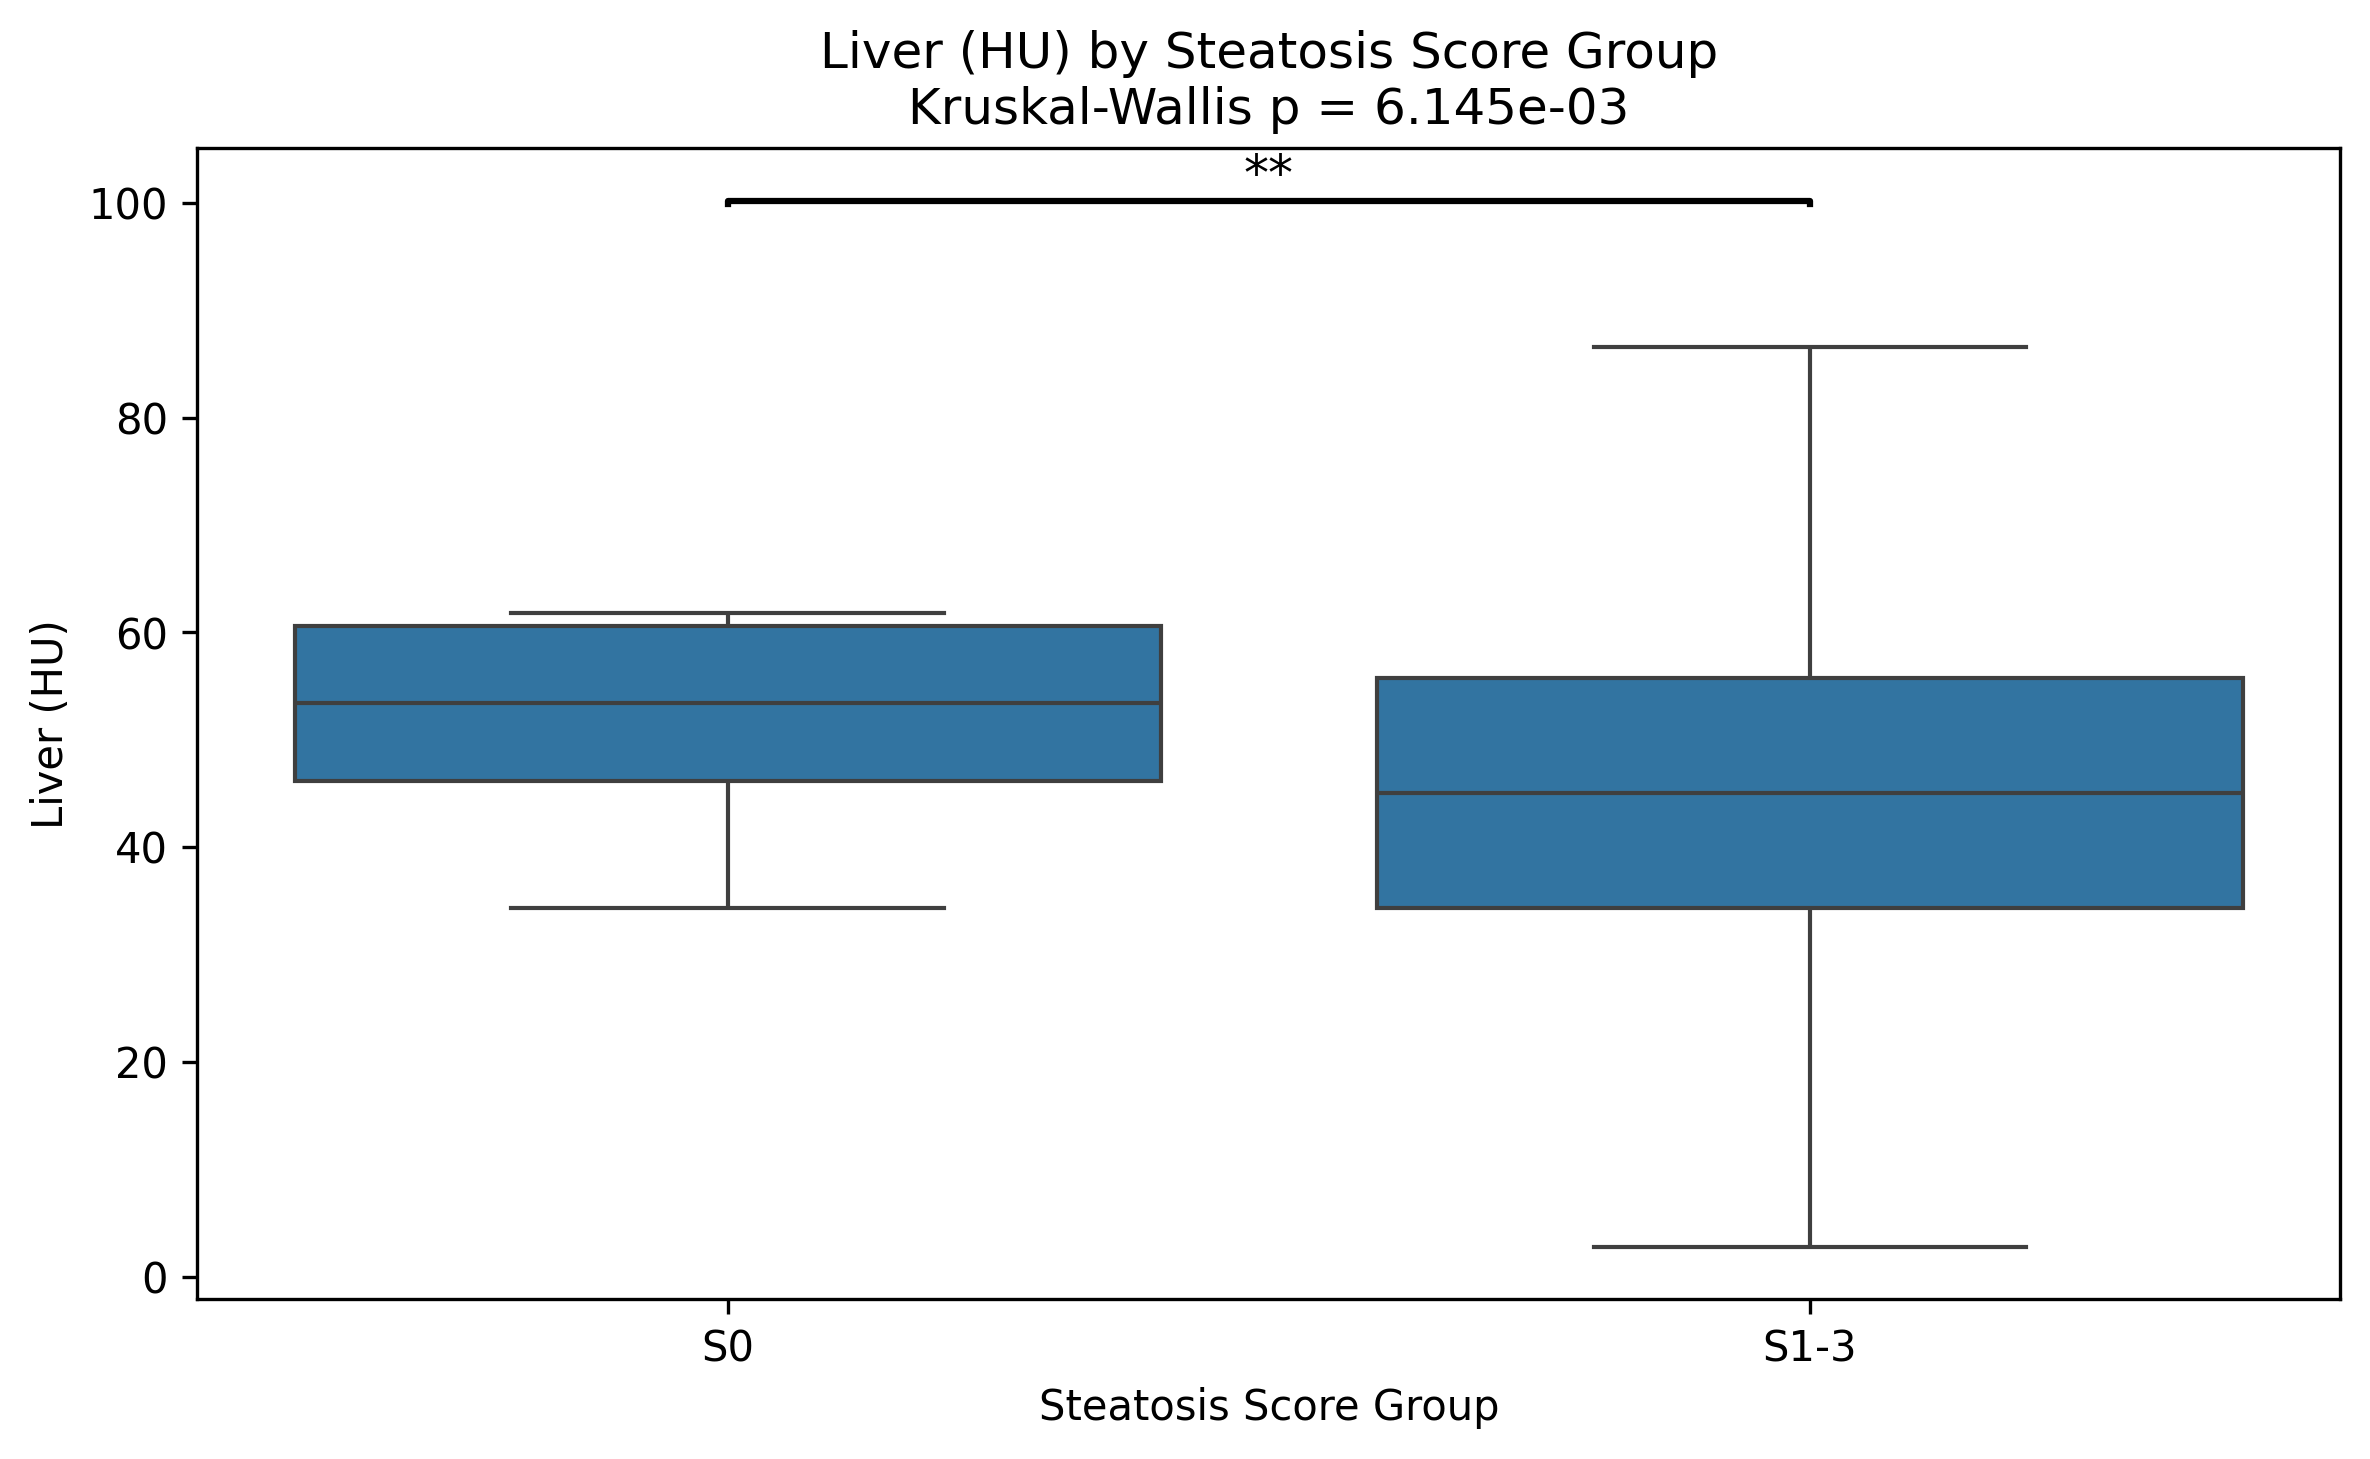 Liver (HU) by Steatosis Score Group
Kruskal-Wallis p = 6.145e-03
**
100
80
60
40
20
0
Liver (HU)
S0
S1-3
Steatosis Score Group